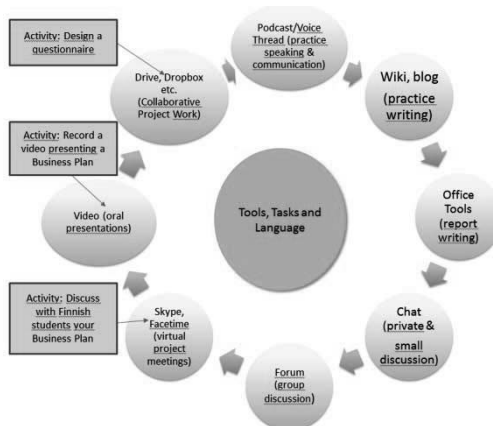 Activity: Design a
questionnaire
Podcast/Voice
Thread (practice
speaking &
communication)
Drive, Dropbox
etc.
(Collaborative
Project Work)
Wiki, blog
(practice
writing)
Activity: Record a
video presenting a
Business Plan
Video (oral
presentations)
Tools, Tasks and
Language
Office
Tools
(report
writing)
Activity: Discuss
with Finnish
students your
Business Plan
Skype,
Facetime
(virtual
project
meetings)
Chat
(private &
small
discussion)
Forum
(group
discussion)